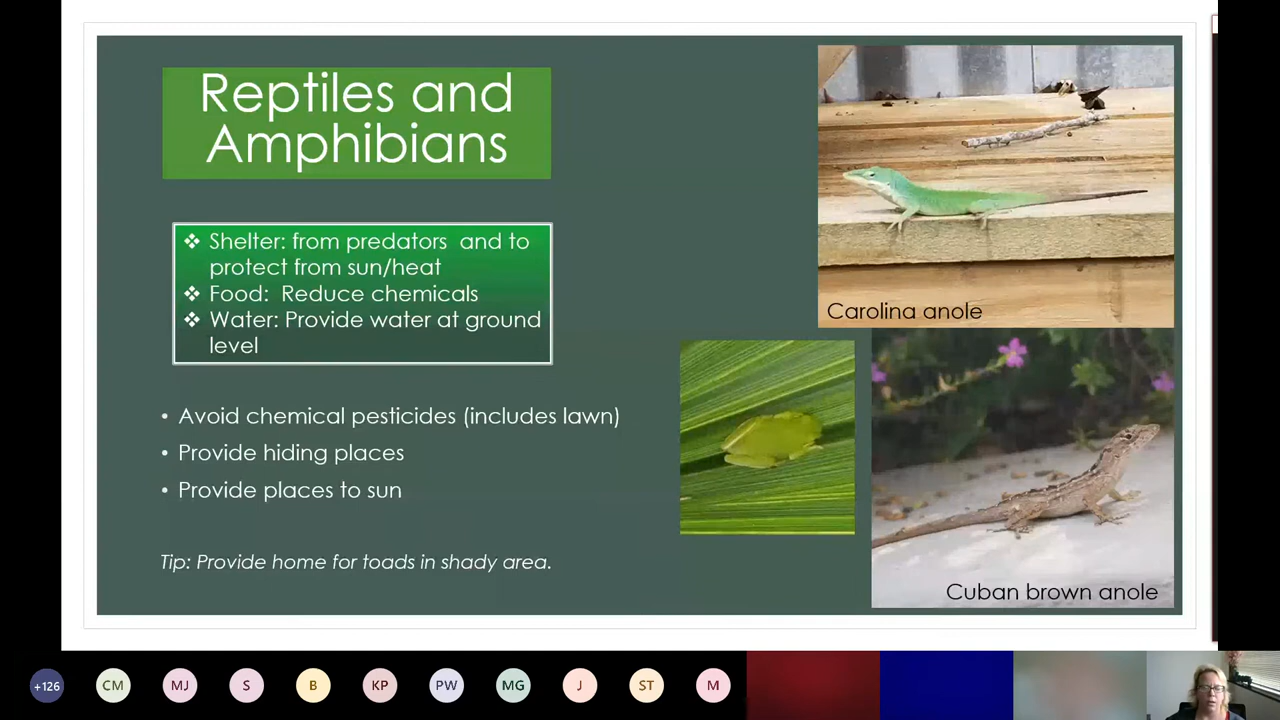 Reptiles and
Amphibians
❖ Shelter: from predators and to
protect from sun/heat
❖ Food: Reduce chemicals
❖ Water: Provide water at ground
level
• Avoid chemical pesticides (includes lawn)
• Provide hiding places
• Provide places to sun
Tip: Provide home for toads in shady area.
Carolina anole
Cuban brown anole
+126 CM MJ S B KP PW MG J ST M